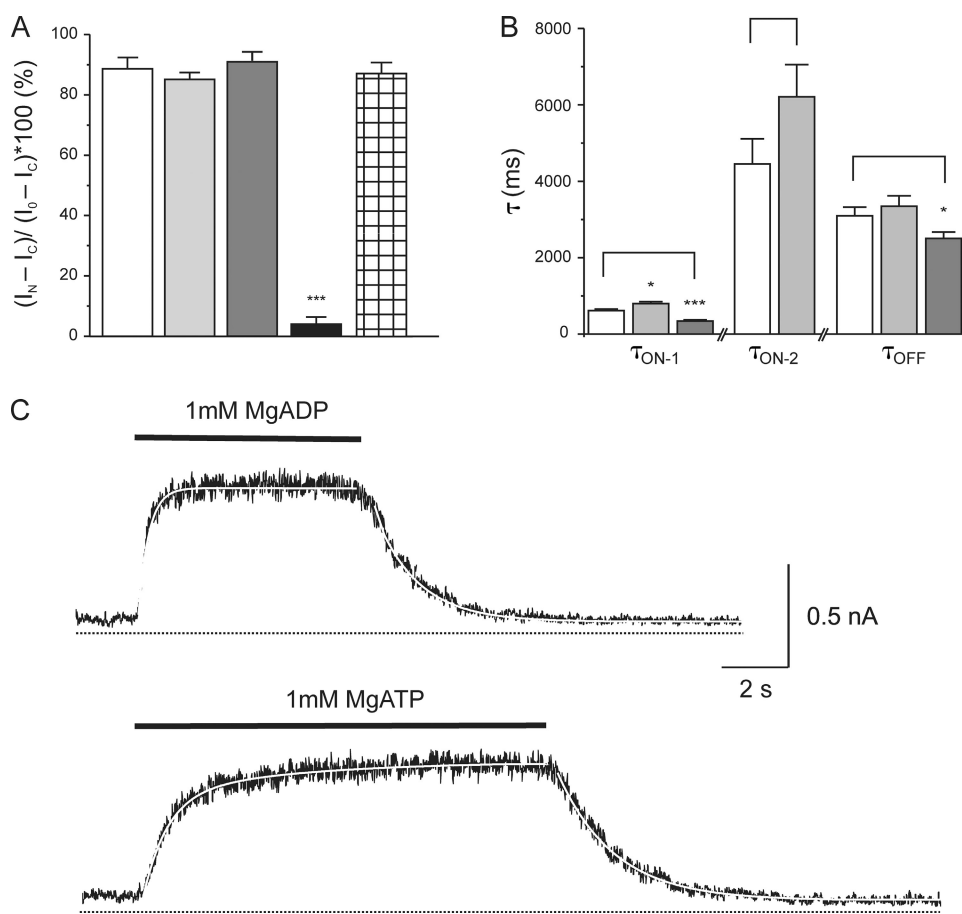 A
(I_N – I_C)/ (I_0 – I_C)*100 (%)
100
80
60
40
20
0
***
B
τ (ms)
8000
6000
4000
2000
0
*
***
*
τ_ON-1
τ_ON-2
τ_OFF
C
1mM MgADP
0.5 nA
2 s
1mM MgATP